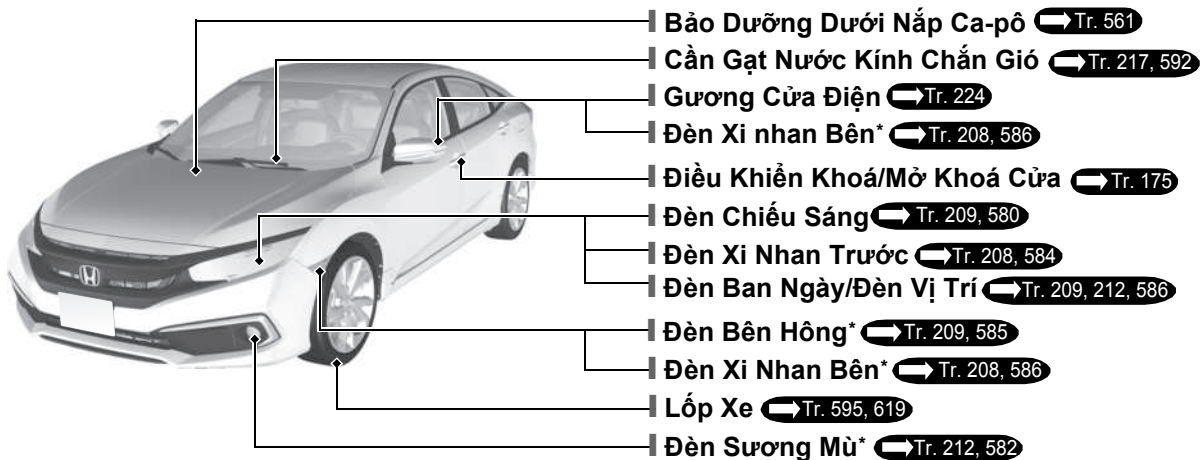 Bảo Dưỡng Dưới Nắp Ca-pô Tr. 561
Cần Gạt Nước Kính Chắn Gió Tr. 217, 592
Gương Cửa Điện Tr. 224
Đèn Xi nhan Bên* Tr. 208, 586
Điều Khiển Khoá/Mở Khoá Cửa Tr. 175
Đèn Chiếu Sáng Tr. 209, 580
Đèn Xi Nhan Trước Tr. 208, 584
Đèn Ban Ngày/Đèn Vị Trí Tr. 209, 212, 586
Đèn Bên Hông* Tr. 209, 585
Đèn Xi Nhan Bên* Tr. 208, 586
Lốp Xe Tr. 595, 619
Đèn Sương Mù* Tr. 212, 582